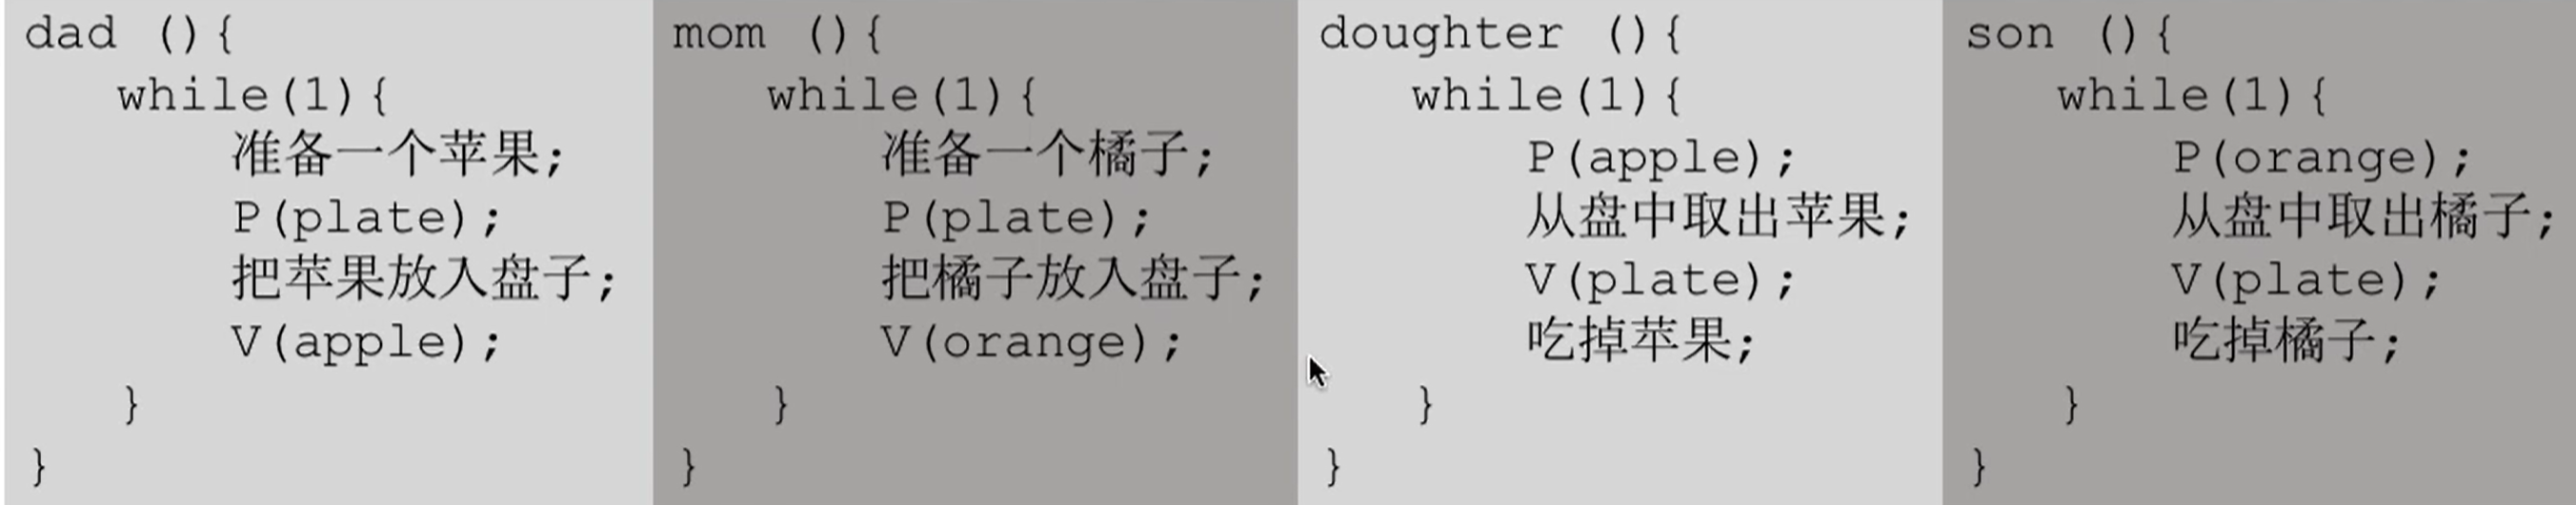 dad (){
while(1){
准备一个苹果;
P(plate);
把苹果放入盘子;
V(apple);
}
}
mom (){
while(1){
准备一个橘子;
P(plate);
把橘子放入盘子;
V(orange);
}
}
doughter (){
while(1){
P(apple);
从盘中取出苹果;
V(plate);
吃掉苹果;
}
}
son (){
while(1){
P(orange);
从盘中取出橘子;
V(plate);
吃掉橘子;
}
}